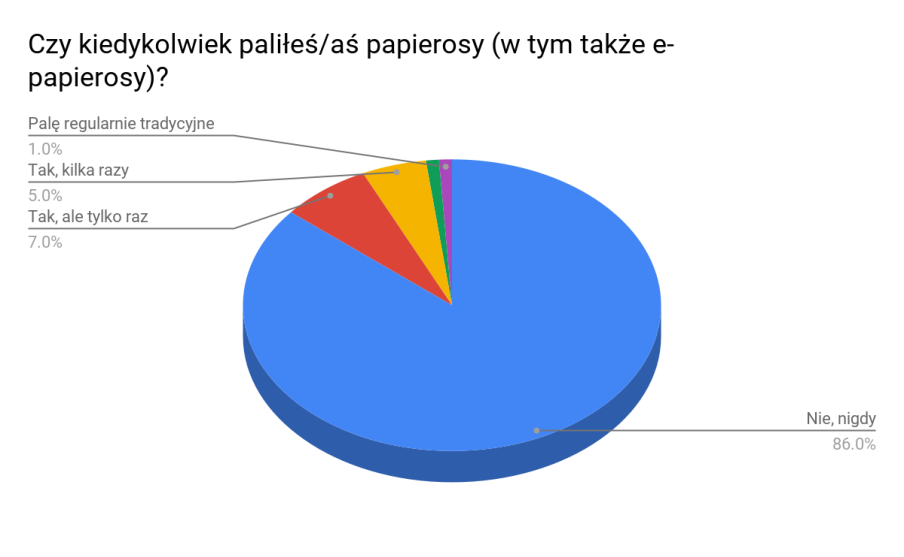 Czy kiedykolwiek paliłeś/aś papierosy (w tym także e-
papierosy)?
Palę regularnie tradycyjne
1.0%
Tak, kilka razy
5.0%
Tak, ale tylko raz
7.0%
Nie, nigdy
86.0%